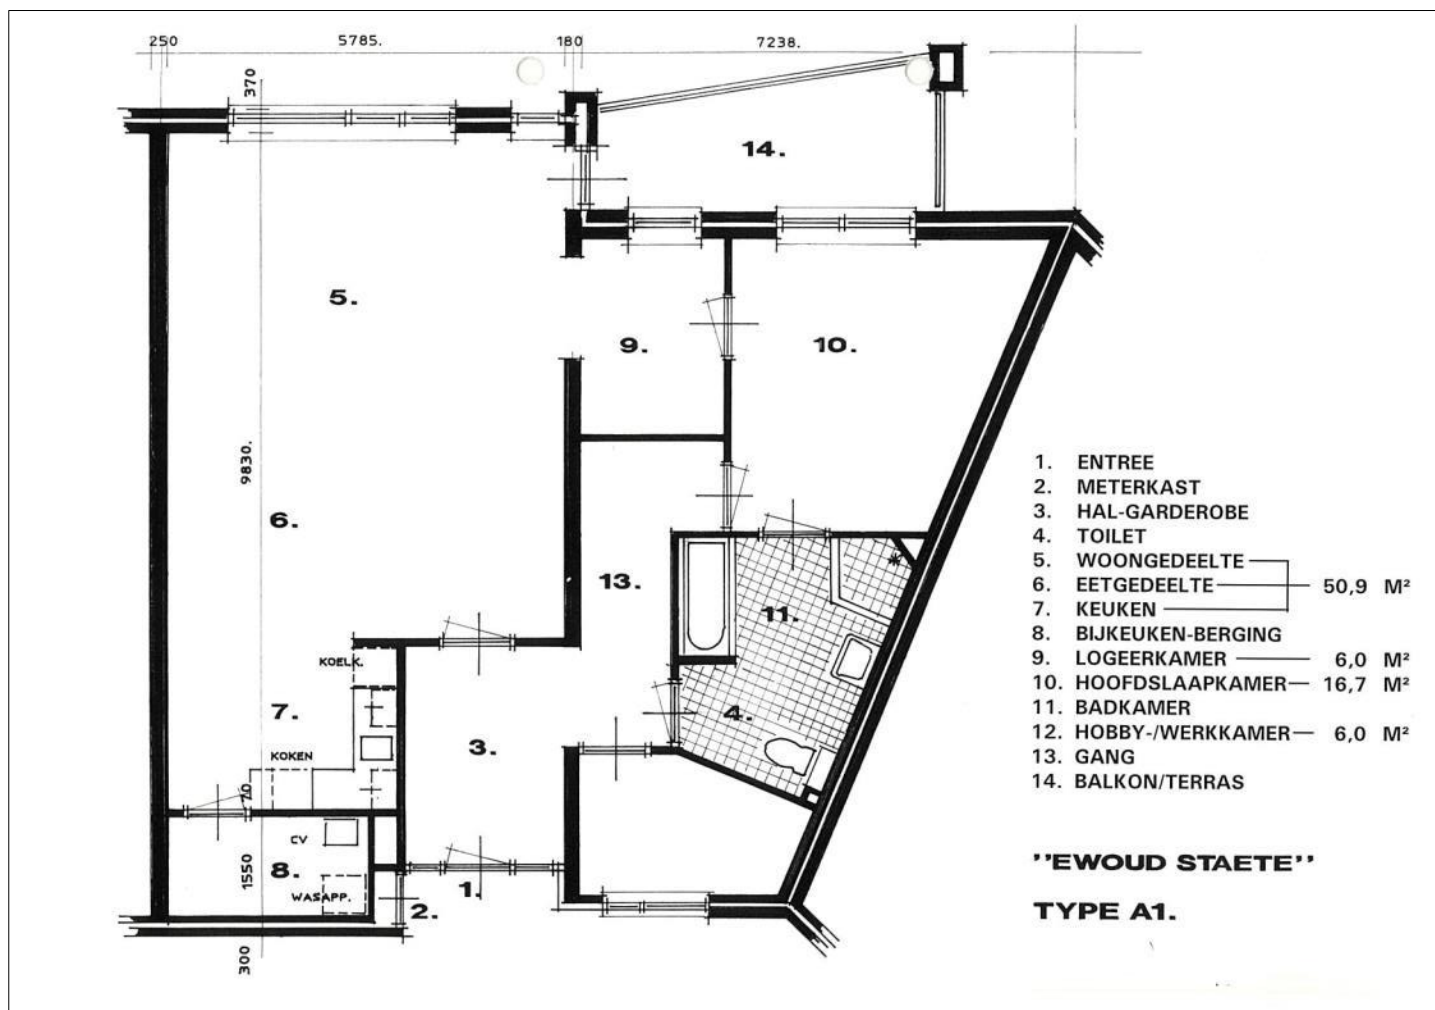 250 5785. 180 7238.
370
14.
5.
9. 10.
9830.
6.
13.
11.
KOELK.
7.
4.
3.
KOKEN
70
CV
8.
1550
WASAPP.
1.
2.
300
1. ENTREE
2. METERKAST
3. HAL-GARDEROBE
4. TOILET
5. WOONGEDEELTE
6. EETGEDEELTE 50,9 M²
7. KEUKEN
8. BIJKEUKEN-BERGING
9. LOGEERKAMER 6,0 M²
10. HOOFDSLAAPKAMER 16,7 M²
11. BADKAMER
12. HOBBY-/WERKKAMER 6,0 M²
13. GANG
14. BALKON/TERRAS
"EWOUD STAETE"
TYPE A1.